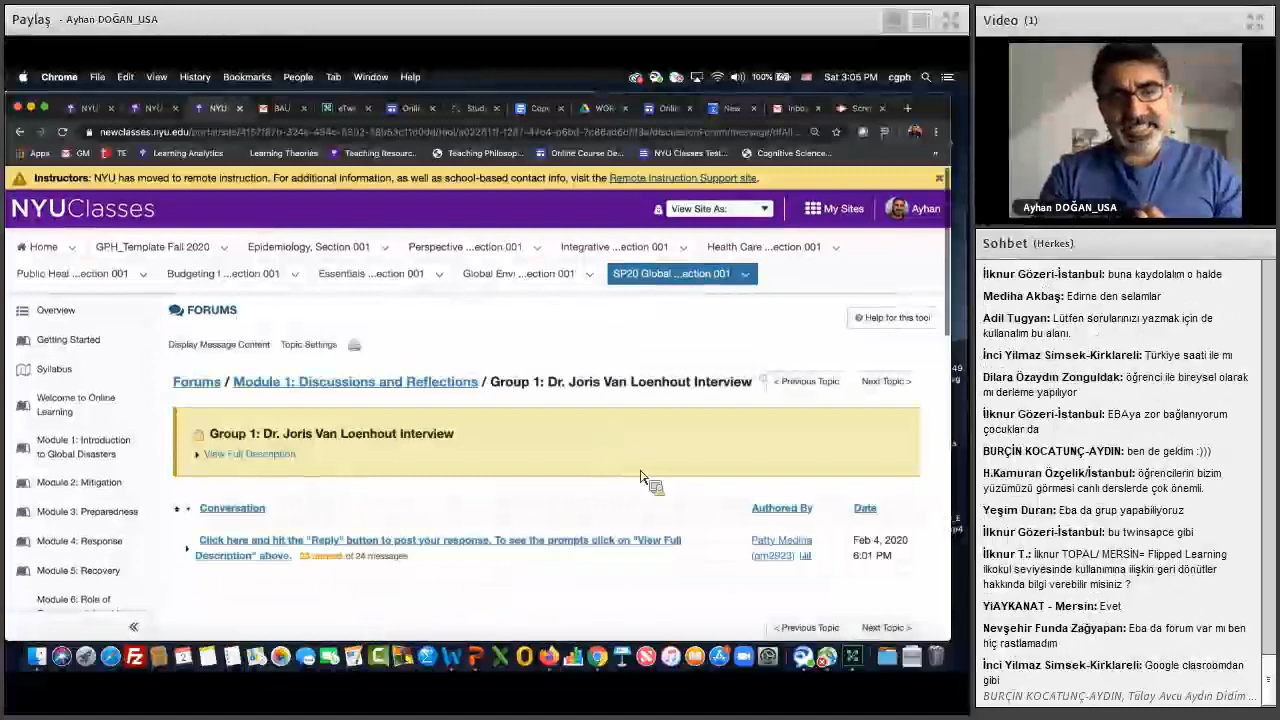 Paylaş - Ayhan DOĞAN_USA
Chrome File Edit View History Bookmarks People Tab Window Help
100% Sat 3:05 PM cgph
NYU NYU NYU BAU Stud WOR New Inbo
newclasses.nyu.edu
Apps GM TE Learning Analytics Learning Theories Teaching Resourc... Teaching Philosop... Online Course De... NYU Classes Test... Cognitive Science...
Instructors: NYU has moved to remote instruction. For additional information, as well as school-based contact info, visit the Remote Instruction Support site.
NYUClasses
View Site As:
My Sites
Ayhan
Home GPH_Template Fall 2020 Epidemiology, Section 001 Perspective ...ection 001 Integrative ...ection 001 Health Care ...ection 001
Public Heal ...ection 001 Budgeting ...ection 001 Essentials ...ection 001 Global Envi ...ection 001 SP20 Global ...ection 001
Overview
Getting Started
Syllabus
Welcome to Online
Learning
Module 1: Introduction
to Global Disasters
Module 2: Mitigation
Module 3: Preparedness
Module 4: Response
Module 5: Recovery
Module 6: Role of
FORUMS
Help for this tool
Display Message Content Topic Settings
Forums / Module 1: Discussions and Reflections / Group 1: Dr. Joris Van Loenhout Interview
< Previous Topic Next Topic >
Group 1: Dr. Joris Van Loenhout Interview
View Full Description
Conversation Authored By Date
Click here and hit the "Reply" button to post your response. To see the prompts click on "View Full
Description" above. of 24 messages
Patty Medina
(pm2923)
Feb 4, 2020
6:01 PM
< Previous Topic Next Topic >
Video (1)
Ayhan DOĞAN_USA
Sohbet (Herkes)
İlknur Gözeri-İstanbul: buna kaydolalım o halde
Mediha Akbaş: Edirne den selamlar
Adil Tugyan: Lütfen sorularınızı yazmak için de
kullanalım bu alanı.
İnci Yilmaz Simsek-Kirklareli: Türkiye saati ile mı
Dilara Özaydın Zonguldak: öğrenci ile bireysel olarak
mı derleme yapılıyor
İlknur Gözeri-İstanbul: EBAya zor bağlanıyorum
çocuklar da
BURÇİN KOCATUNÇ-AYDIN: ben de geldim :)))
H.Kamuran Özçelik/İstanbul: öğrencilerin bizim
yüzümüzü görmesi canlı derslerde çok önemli.
Yeşim Duran: Eba da grup yapabiliyoruz
İlknur Gözeri-İstanbul: bu twinsapce gibi
İlknur T.: İlknur TOPAL/ MERSİN= Flipped Learning
ilkokul seviyesinde kullanımına ilişkin geri dönütler
hakkında bilgi verebilir misiniz ?
YiAYKANAT - Mersin: Evet
Nevşehir Funda Zağyapan: Eba da forum var mı ben
hiç rastlamadım
İnci Yilmaz Simsek-Kirklareli: Google clasroomdan
gibi
BURÇİN KOCATUNÇ-AYDIN, Tülay Avcu Aydın Didim ...